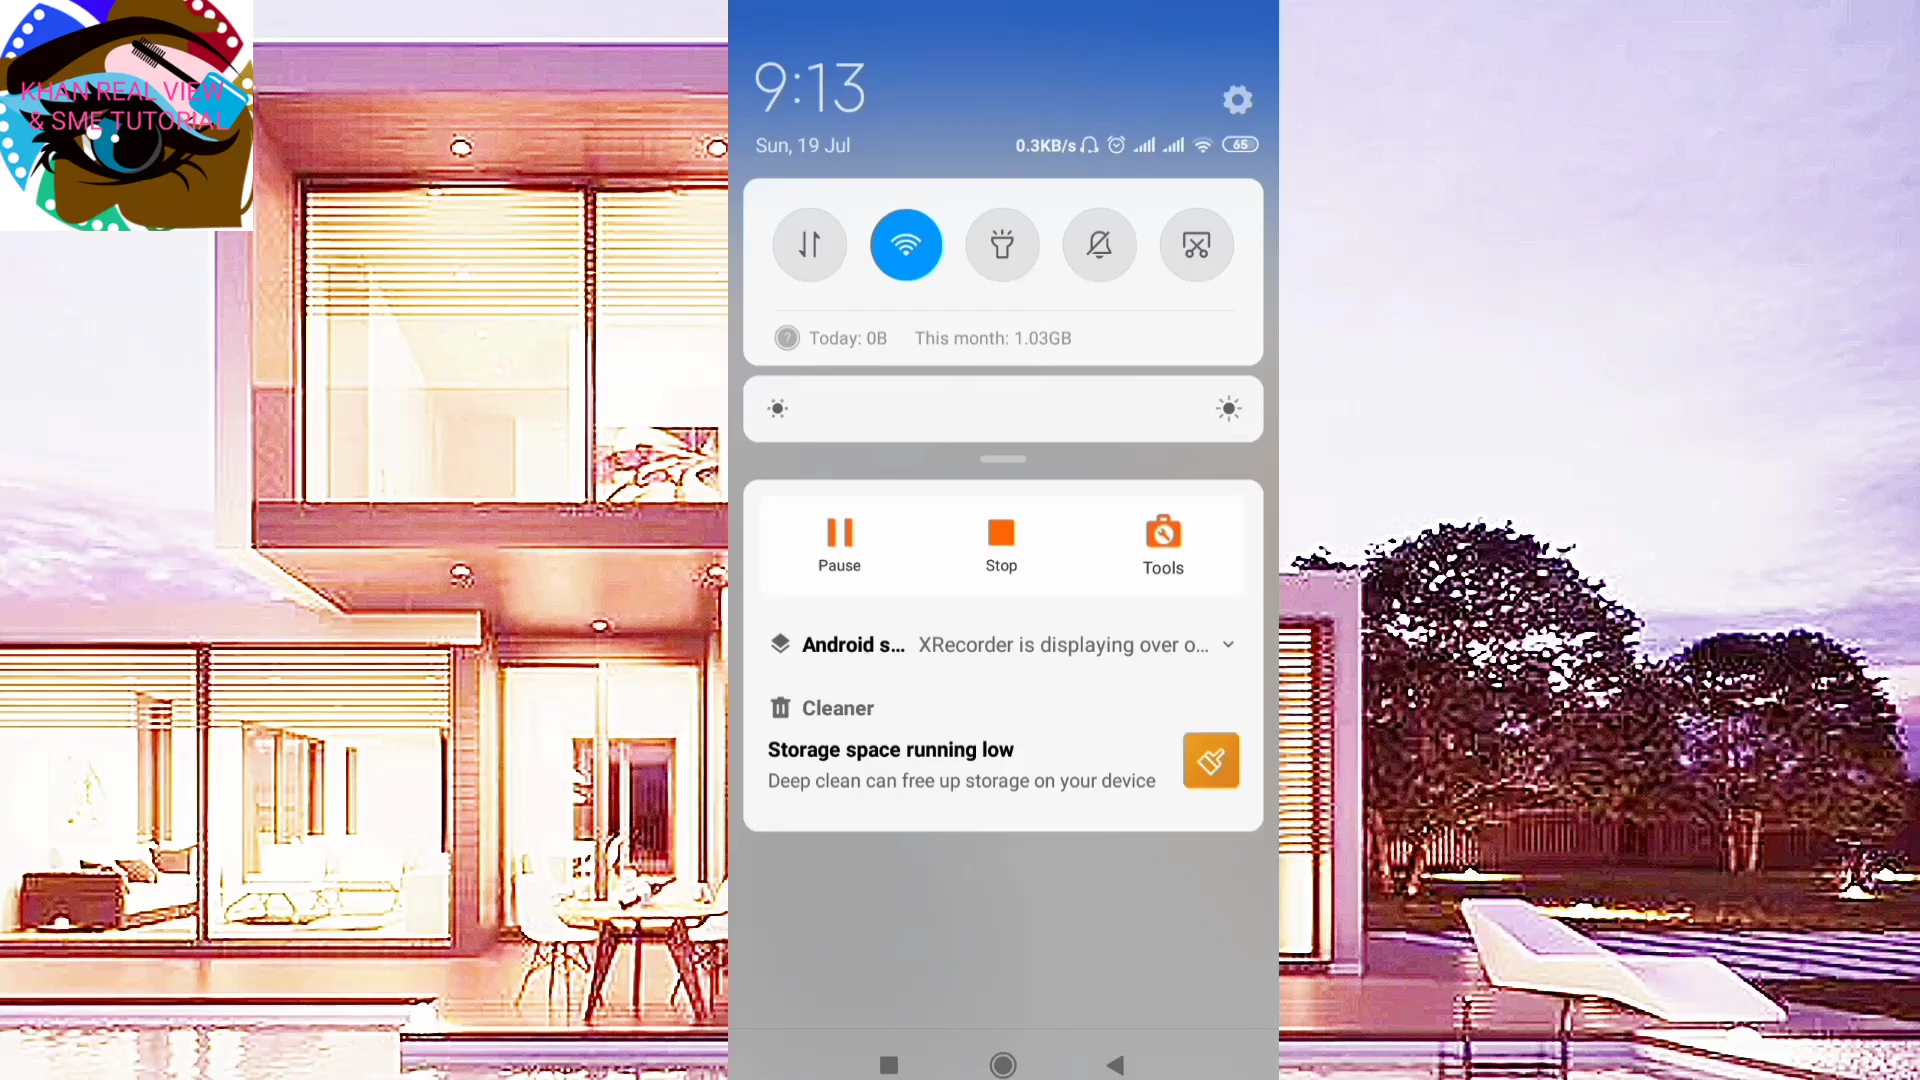 KHAN REAL VIEW
& SME TUTORIAL
9:13
Sun, 19 Jul
0.3KB/s
65
Today: 0B This month: 1.03GB
Pause Stop Tools
Android s... XRecorder is displaying over o...
Cleaner
Storage space running low
Deep clean can free up storage on your device